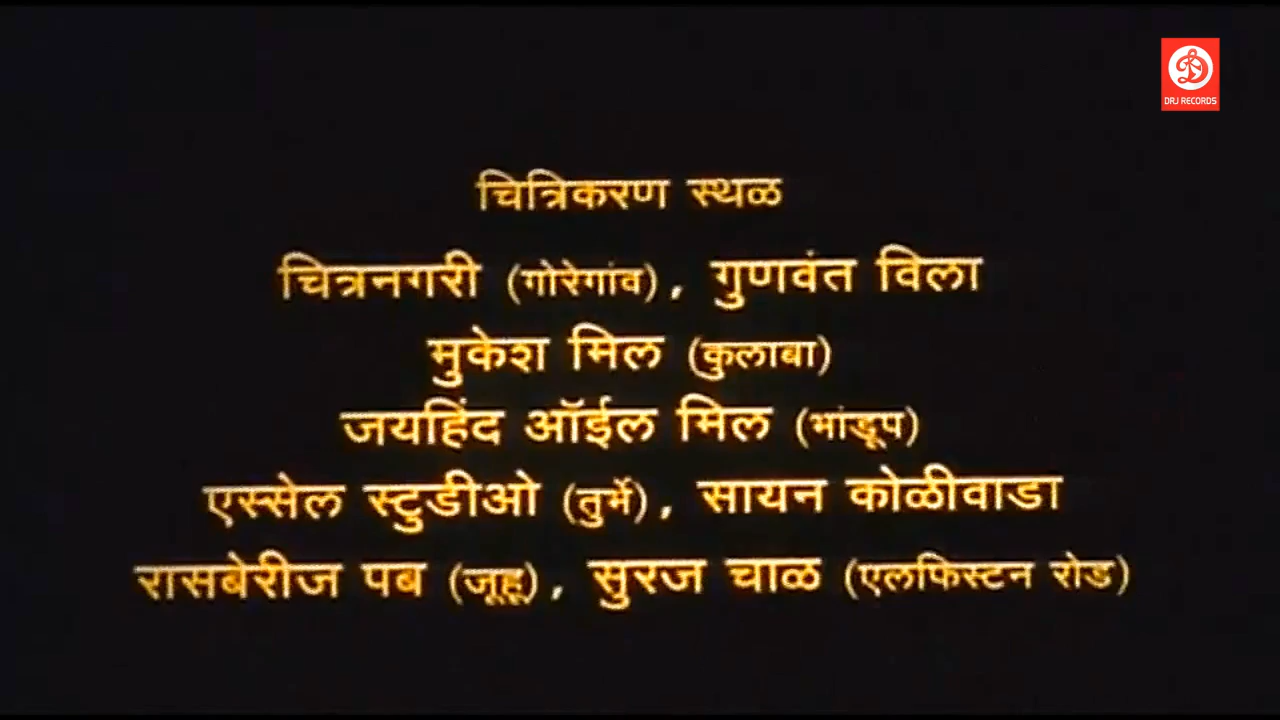 DRJ RECORDS
चित्रिकरण स्थळ
चित्रनगरी (गोरेगांव), गुणवंत विला
मुकेश मिल (कुलाबा)
जयहिंद ऑईल मिल (भांडूप)
एस्सेल स्टुडीओ (तुर्भे), सायन कोळीवाडा
रासबेरीज पब (जूहू), सुरज चाळ (एलफिस्टन रोड)